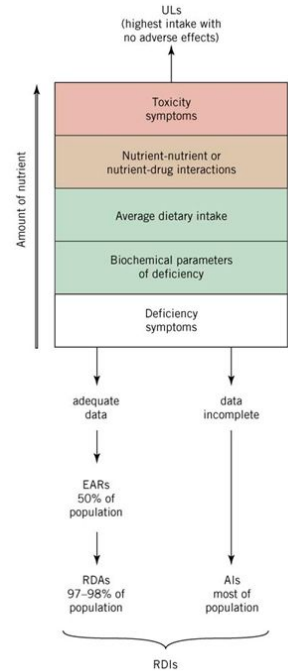 ULs
(highest intake with
no adverse effects)
Amount of nutrient
Toxicity
symptoms
Nutrient-nutrient or
nutrient-drug interactions
Average dietary intake
Biochemical parameters
of deficiency
Deficiency
symptoms
adequate
data
data
incomplete
EARs
50% of
population
RDAs
97–98% of
population
AIs
most of
population
RDIs